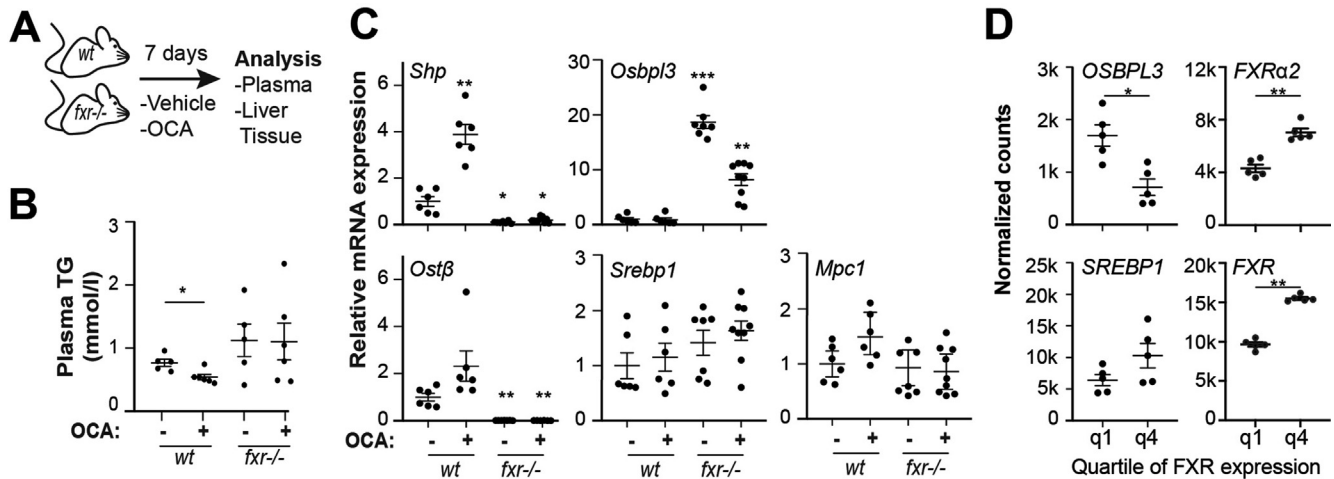 A
wt
fxr-/-
7 days
-Vehicle
-OCA
Analysis
-Plasma
-Liver
Tissue
B
Plasma TG
(mmol/l)
3
2
1
0
*
OCA:
- + - +
wt fxr-/-
C
Relative mRNA expression
Shp
6
4
2
0
**
* *
Osbpl3
30
20
10
0
***
**
Ostβ
6
4
2
0
** **
Srebp1
3
2
1
0
Mpc1
3
2
1
0
OCA:
- + - + - + - + - + - +
wt fxr-/- wt fxr-/- wt fxr-/-
D
Normalized counts
OSBPL3
3k
2k
1k
0
*
FXRα2
12k
8k
4k
0
**
SREBP1
25k
20k
15k
10k
5k
0
FXR
20k
15k
10k
5k
0
**
q1 q4 q1 q4
Quartile of FXR expression